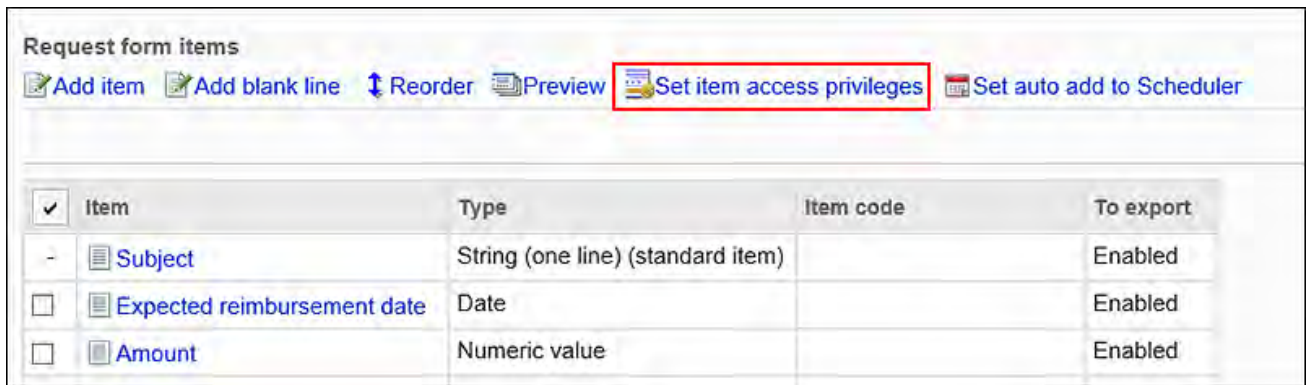 Request form items
Add item Add blank line Reorder Preview Set item access privileges Set auto add to Scheduler
Item Type Item code To export
- Subject String (one line) (standard item) Enabled
Expected reimbursement date Date Enabled
Amount Numeric value Enabled